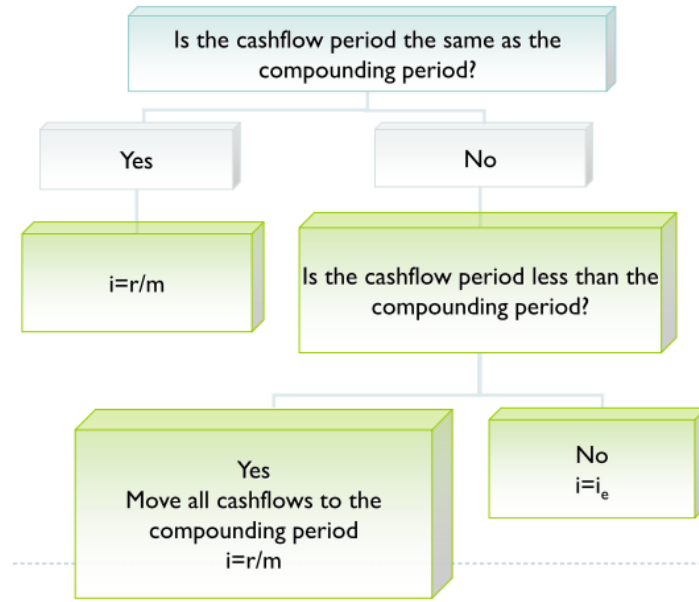 Is the cashflow period the same as the
compounding period?
Yes
No
i=r/m
Is the cashflow period less than the
compounding period?
Yes
Move all cashflows to the
compounding period
i=r/m
No
i=iₑ